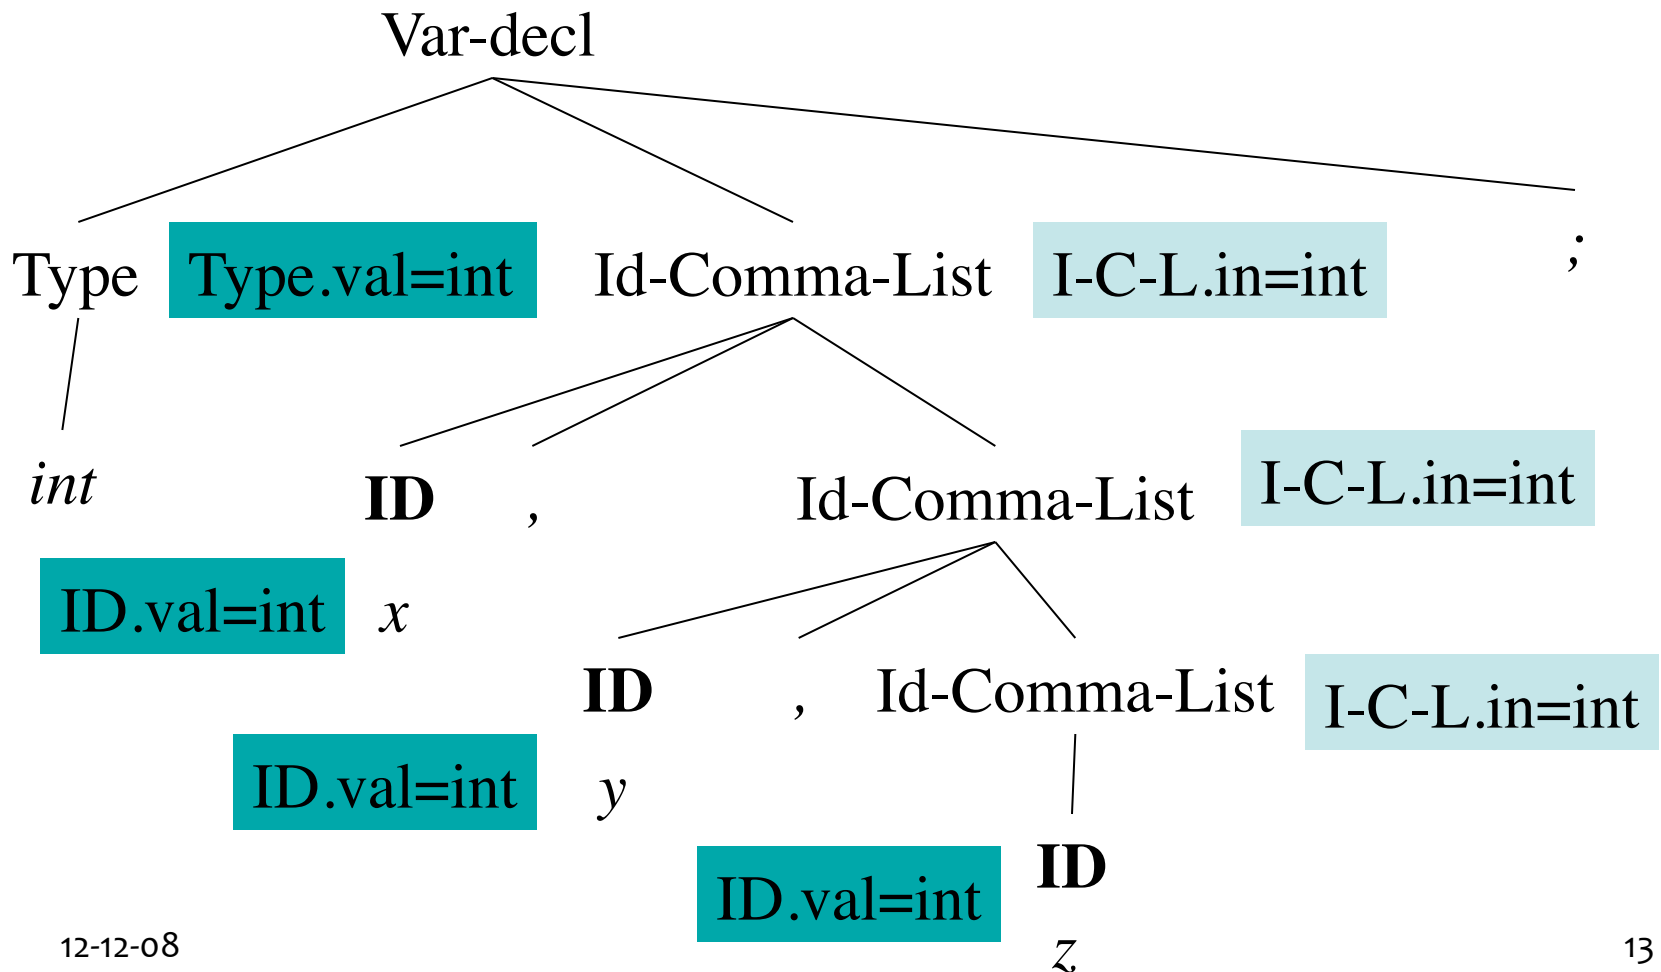 Var-decl
Type Type.val=int Id-Comma-List I-C-L.in=int ;
int ID , Id-Comma-List I-C-L.in=int
ID.val=int x
ID , Id-Comma-List I-C-L.in=int
ID.val=int y
ID
ID.val=int
z
12-12-08 13